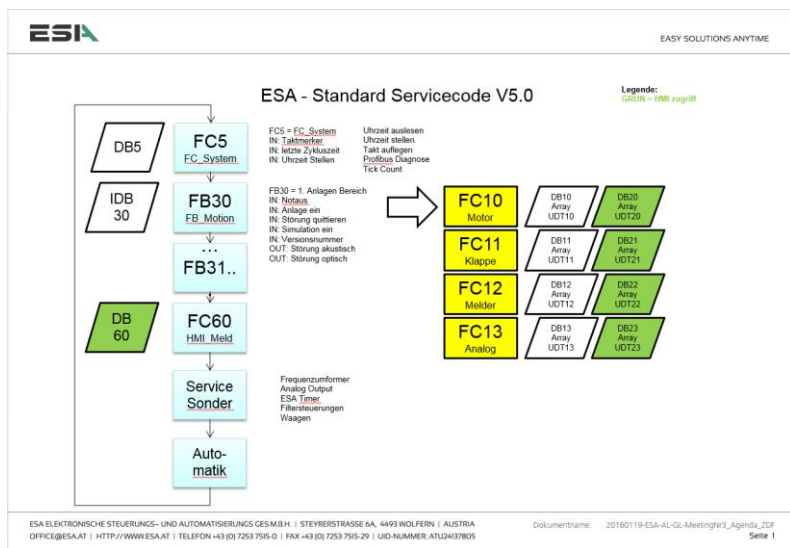 ESA
EASY SOLUTIONS ANYTIME
ESA - Standard Servicecode V5.0
Legende:
GRÜN = HMI zugriff
DB5
FC5
FC_System
FC5 = FC_System
IN: Taktmerker
IN: letzte Zykluszeit
IN: Uhrzeit Stellen
Uhrzeit auslesen
Uhrzeit stellen
Takt auflegen
Profibus Diagnose
Tick Count
IDB
30
FB30
FB_Motion
FB30 = 1. Anlagen Bereich
IN: Notaus
IN: Anlage ein
IN: Störung quittieren
IN: Simulation ein
IN: Versionsnummer
OUT: Störung akustisch
OUT: Störung optisch
...
FB31..
DB
60
FC60
HMI_Meld
Service
Sonder
Frequenzumformer
Analog Output
ESA Timer
Filtersteuerungen
Waagen
Auto-
matik
FC10
Motor
DB10
Array
UDT10
DB20
Array
UDT20
FC11
Klappe
DB11
Array
UDT11
DB21
Array
UDT21
FC12
Melder
DB12
Array
UDT12
DB22
Array
UDT22
FC13
Analog
DB13
Array
UDT13
DB23
Array
UDT23
ESA ELEKTRONISCHE STEUERUNGS- UND AUTOMATISIERUNGS GES.M.B.H. | STEYRERSTRASSE 6A, 4493 WOLFERN | AUSTRIA
OFFICE@ESA.AT | HTTP://WWW.ESA.AT | TELEFON +43 (0) 7253 7515-0 | FAX +43 (0) 7253 7515-29 | UID-NUMMER: ATU24137805
Dokumentname: 20160119-ESA-AL-GL-MeetingNr3_Agenda_ZDF
Seite 1